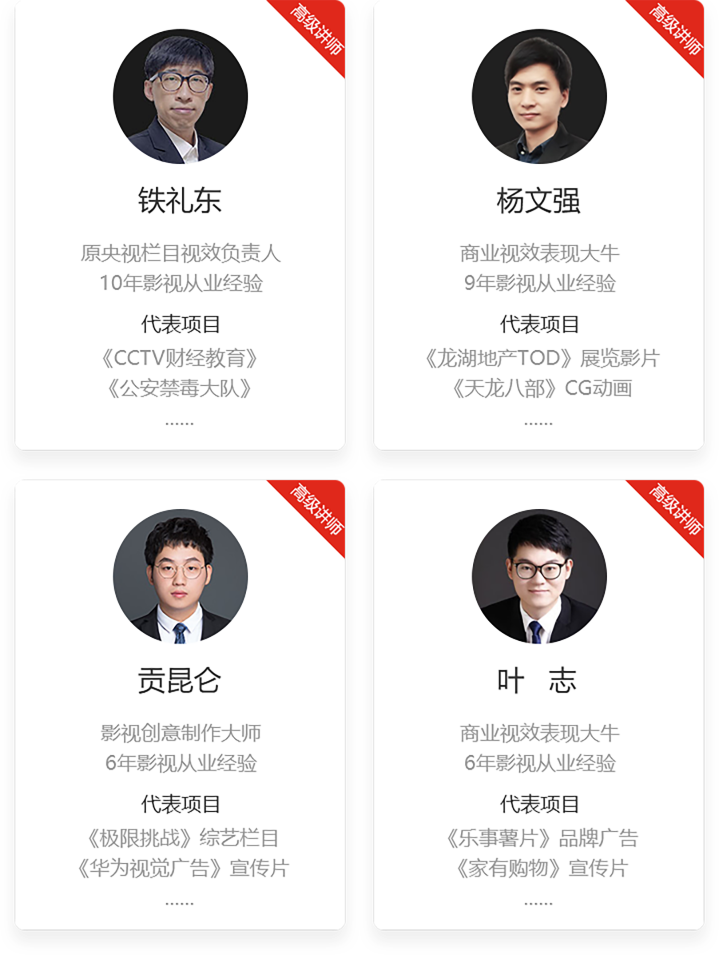 高级讲师
铁礼东
原央视栏目视效负责人
10年影视从业经验
代表项目
《CCTV财经教育》
《公安禁毒大队》
......
高级讲师
杨文强
商业视效表现大牛
9年影视从业经验
代表项目
《龙湖地产TOD》展览影片
《天龙八部》CG动画
......
高级讲师
贡昆仑
影视创意制作大师
6年影视从业经验
代表项目
《极限挑战》综艺栏目
《华为视觉广告》宣传片
......
高级讲师
叶 志
商业视效表现大牛
6年影视从业经验
代表项目
《乐事薯片》品牌广告
《家有购物》宣传片
......